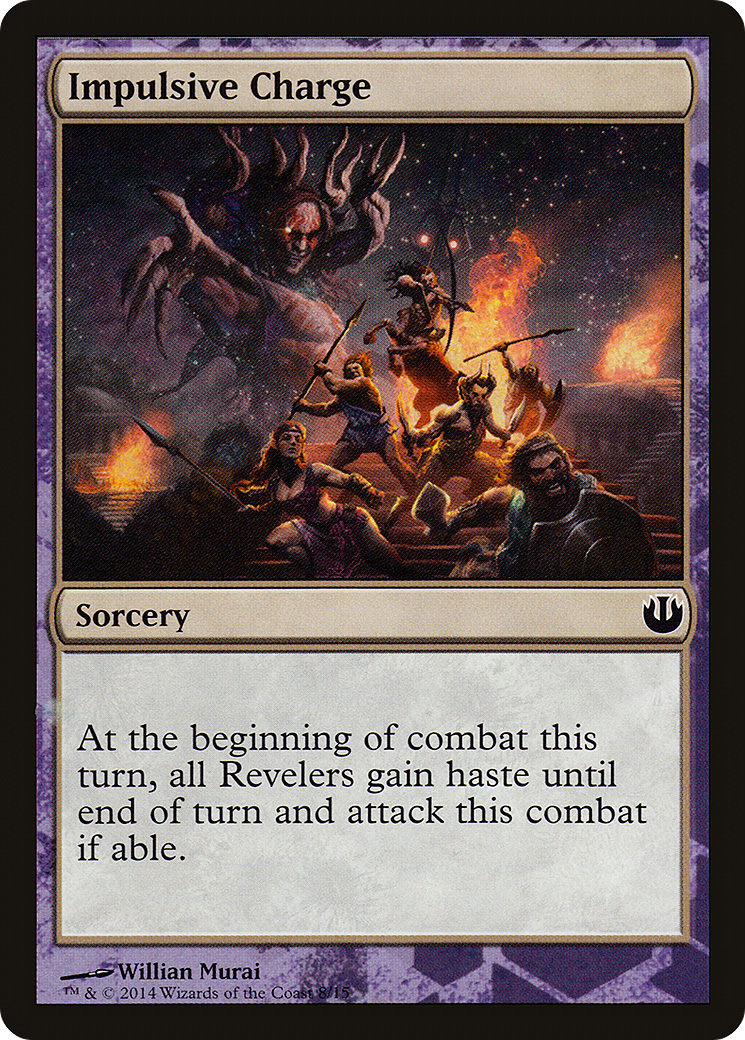 Impulsive Charge
Sorcery
At the beginning of combat this
turn, all Revelers gain haste until
end of turn and attack this combat
if able.
Willian Murai
™ & © 2014 Wizards of the Coast 8/15